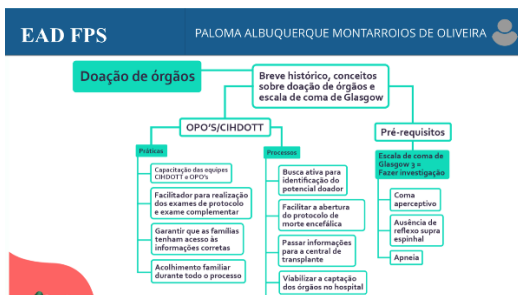 EAD FPS
PALOMA ALBUQUERQUE MONTARROIOS DE OLIVEIRA
Doação de órgãos
Breve histórico, conceitos
sobre doação de órgãos e
escala de coma de Glasgow
OPO'S/CIHDOTT
Pré-requisitos
Práticas
Capacitação das equipes
CIHDOTT e OPO's
Facilitador para realização
dos exames de protocolo
e exame complementar
Garantir que as famílias
tenham acesso às
informações corretas
Acolhimento familiar
durante todo o processo
Processos
Busca ativa para
identificação do
potencial doador
Facilitar a abertura
do protocolo de
morte encefálica
Passar informações
para a central de
transplante
Viabilizar a captação
dos órgãos no hospital
Escala de coma de
Glasgow 3 =
Fazer investigação
Coma
aperceptivo
Ausência de
reflexo supra
espinhal
Apneia